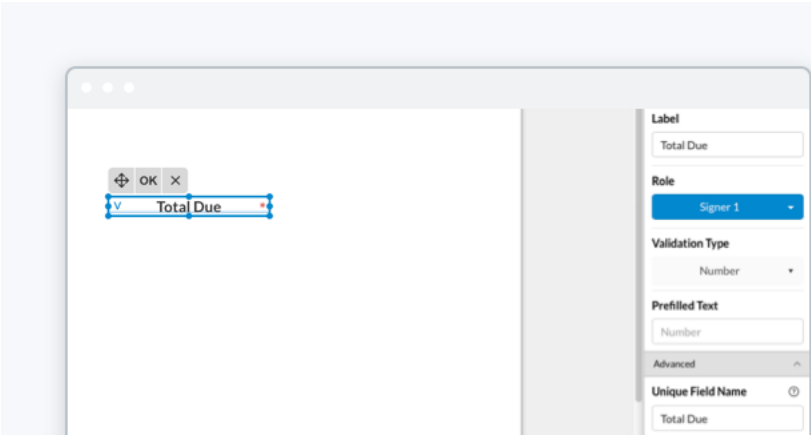 Label
Total Due
Role
OK
V Total Due *
Signer 1
Validation Type
Number
Prefilled Text
Number
Advanced
Unique Field Name
Total Due